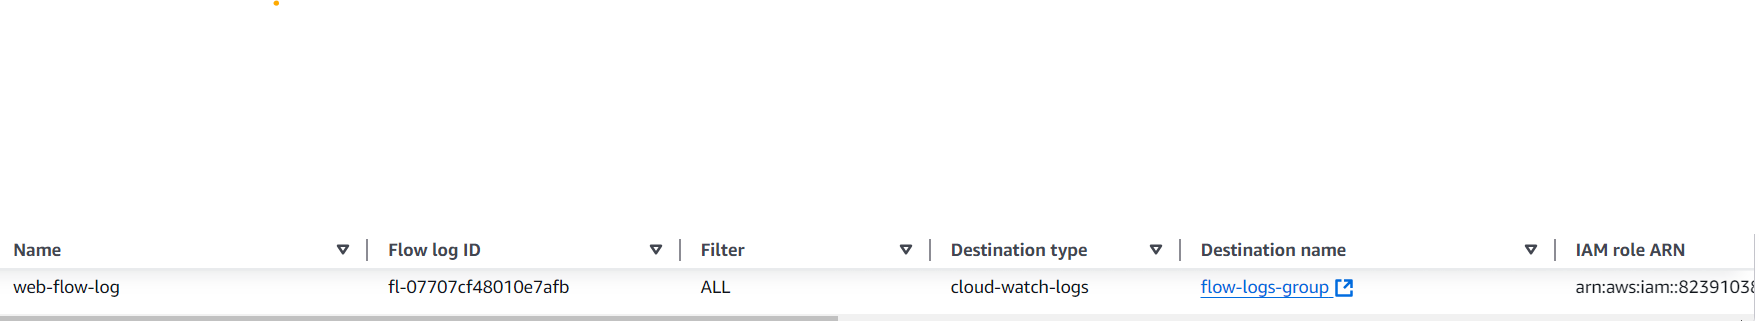 Name Flow log ID Filter Destination type Destination name IAM role ARN
web-flow-log fl-07707cf48010e7afb ALL cloud-watch-logs flow-logs-group arn:aws:iam::82391038